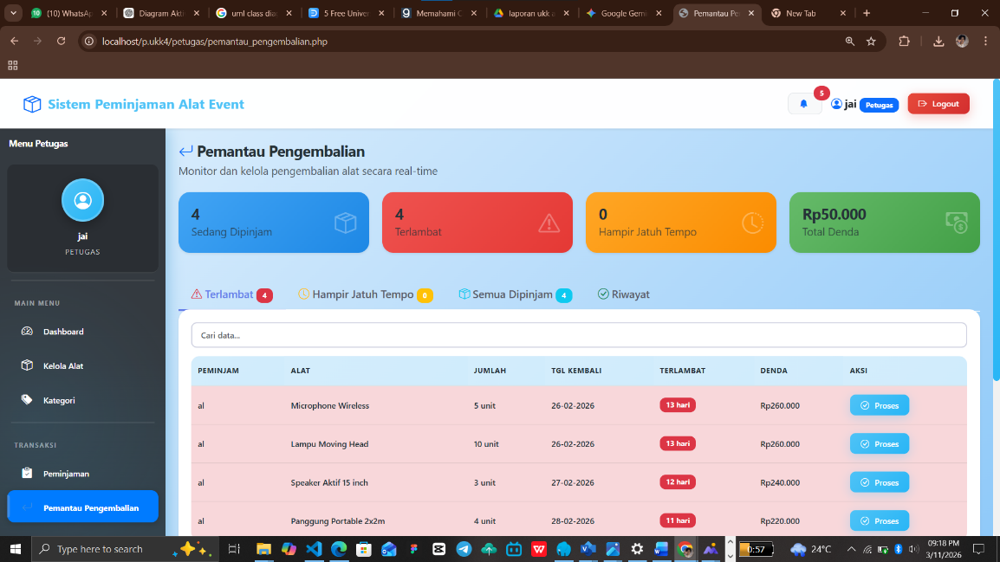 (10) WhatsAp
Diagram Akti
uml class dia
5 Free Univer
Memahami C
laporan ukk a
Google Gemi
Pemantau Pe
New Tab
localhost/p.ukk4/petugas/pemantau_pengembalian.php
Sistem Peminjaman Alat Event
5
jai Petugas
Logout
Menu Petugas
jai
PETUGAS
MAIN MENU
Dashboard
Kelola Alat
Kategori
TRANSAKSI
Peminjaman
Pemantau Pengembalian
Pemantau Pengembalian
Monitor dan kelola pengembalian alat secara real-time
4
Sedang Dipinjam
4
Terlambat
0
Hampir Jatuh Tempo
Rp50.000
Total Denda
Terlambat 4
Hampir Jatuh Tempo 0
Semua Dipinjam 4
Riwayat
Cari data...
PEMINJAM ALAT JUMLAH TGL KEMBALI TERLAMBAT DENDA AKSI
al Microphone Wireless 5 unit 26-02-2026 13 hari Rp260.000 Proses
al Lampu Moving Head 10 unit 26-02-2026 13 hari Rp260.000 Proses
al Speaker Aktif 15 inch 3 unit 27-02-2026 12 hari Rp240.000 Proses
al Panggung Portable 2x2m 4 unit 28-02-2026 11 hari Rp220.000 Proses
Type here to search
0:57
24°C
09:18 PM
3/11/2026